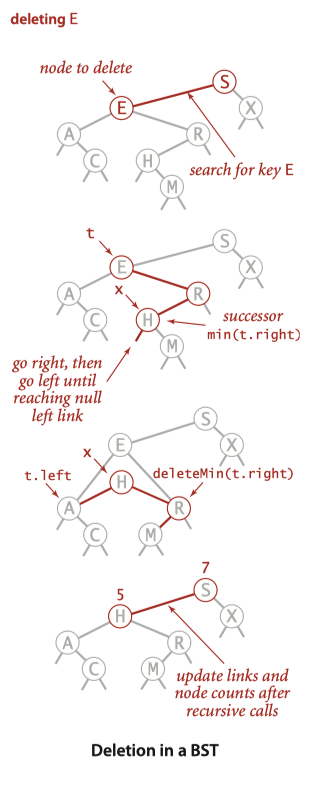 deleting E
node to delete
S
E
X
A
R
C
H
M
search for key E
t
S
E
X
x
A
R
C
H
successor
min(t.right)
M
go right, then
go left until
reaching null
left link
S
E
X
x
t.left
H
deleteMin(t.right)
A
R
C
M
7
5
S
H
X
A
R
C
M
update links and
node counts after
recursive calls
Deletion in a BST